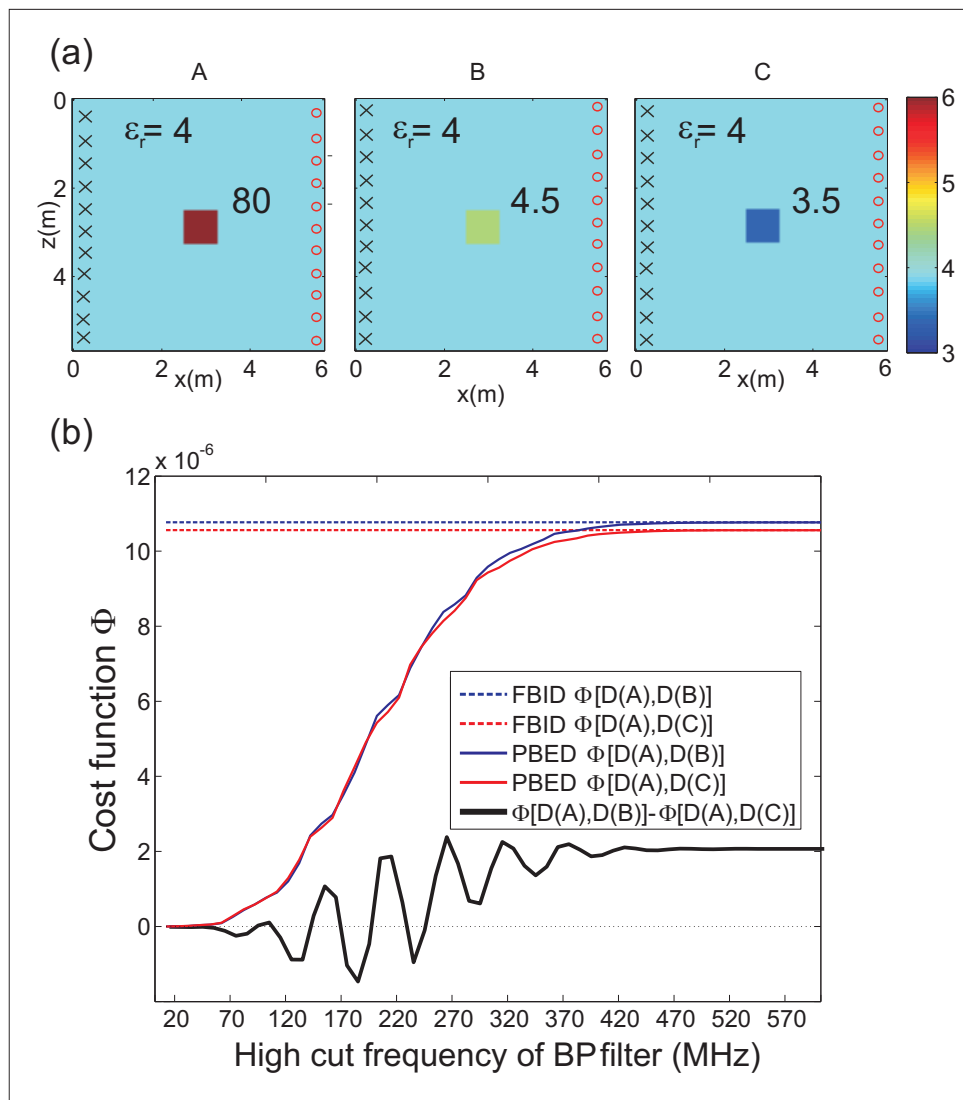 (a)
A B C
0
2
4
z(m)
εr= 4
80
εr= 4
4.5
εr= 4
3.5
6
5
4
3
0 2 4 6
x(m)
0 2 4 6
x(m)
0 2 4 6
x(m)
(b)
x 10-6
12
10
8
6
4
2
0
Cost function Φ
FBID Φ[D(A),D(B)]
FBID Φ[D(A),D(C)]
PBED Φ[D(A),D(B)]
PBED Φ[D(A),D(C)]
Φ[D(A),D(B)]-Φ[D(A),D(C)]
20 70 120 170 220 270 320 370 420 470 520 570
High cut frequency of BP filter (MHz)